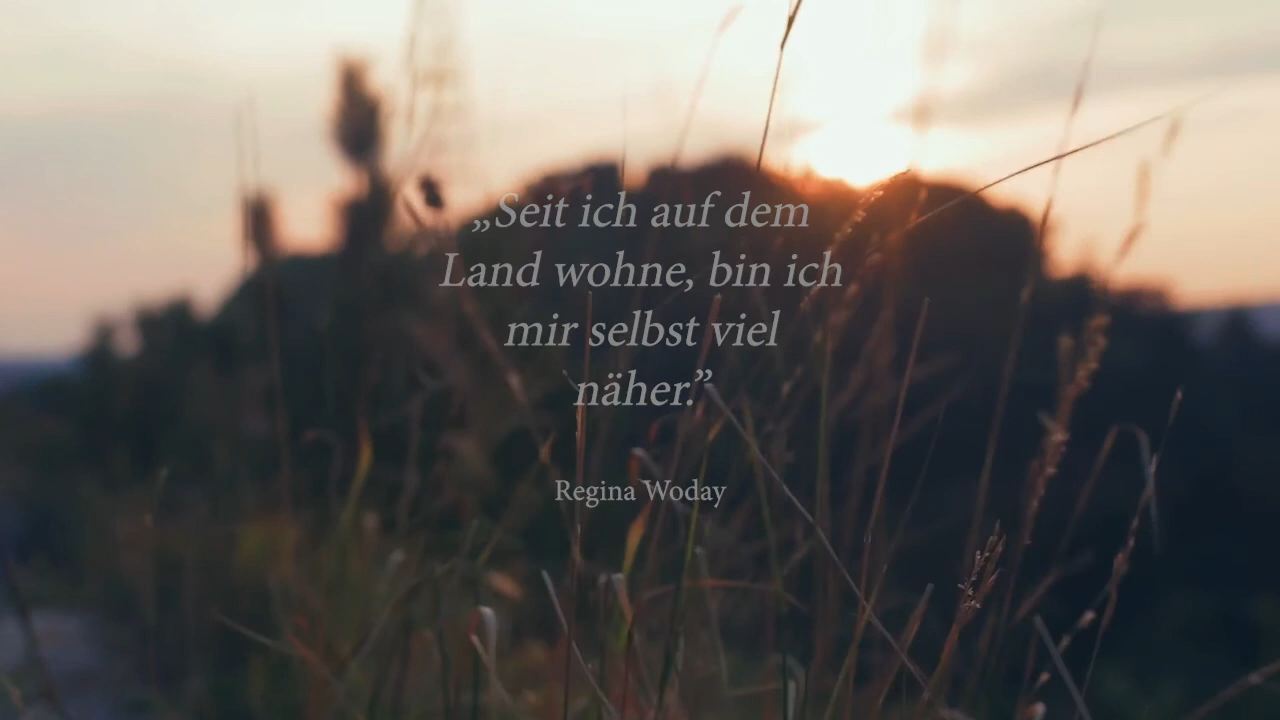 „Seit ich auf dem
Land wohne, bin ich
mir selbst viel
näher.”
Regina Woday